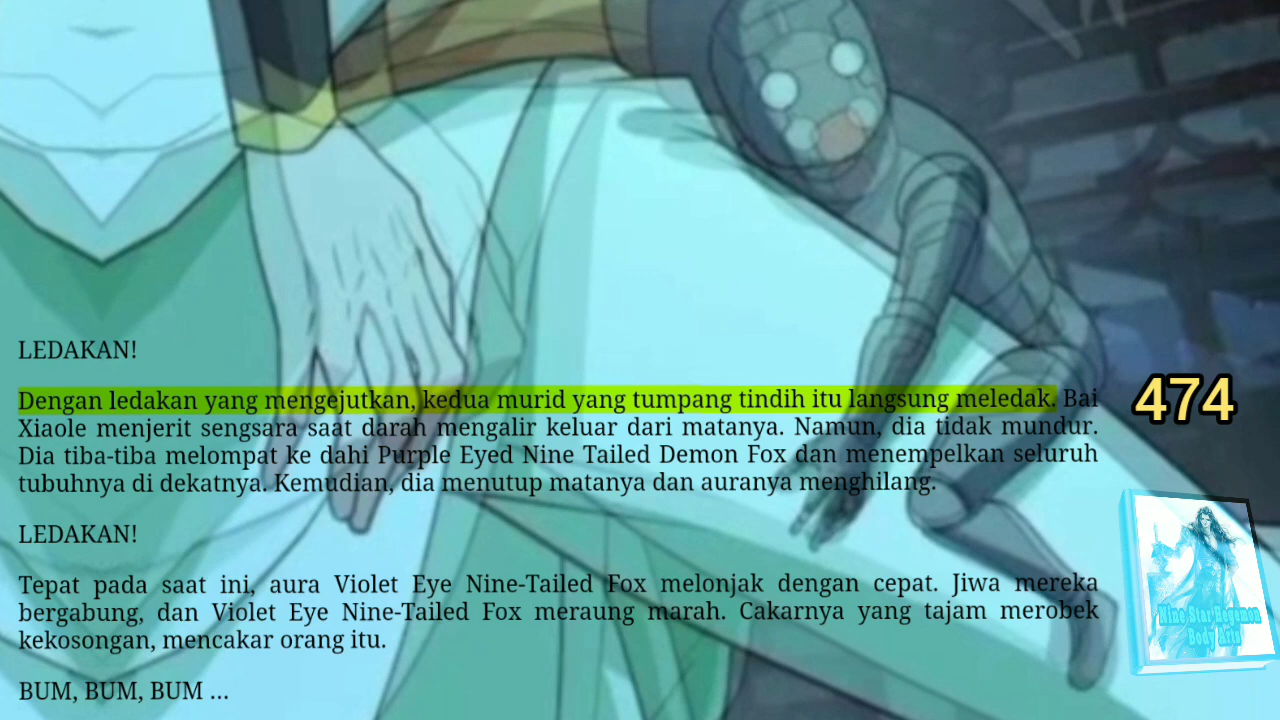 LEDAKAN!
Dengan ledakan yang mengejutkan, kedua murid yang tumpang tindih itu langsung meledak. Bai
Xiaole menjerit sengsara saat darah mengalir keluar dari matanya. Namun, dia tidak mundur.
Dia tiba-tiba melompat ke dahi Purple Eyed Nine Tailed Demon Fox dan menempelkan seluruh
tubuhnya di dekatnya. Kemudian, dia menutup matanya dan auranya menghilang.
LEDAKAN!
Tepat pada saat ini, aura Violet Eye Nine-Tailed Fox melonjak dengan cepat. Jiwa mereka
bergabung, dan Violet Eye Nine-Tailed Fox meraung marah. Cakarnya yang tajam merobek
kekosongan, mencakar orang itu.
BUM, BUM, BUM ...
474
Nine Star Hegemon
Body Arts